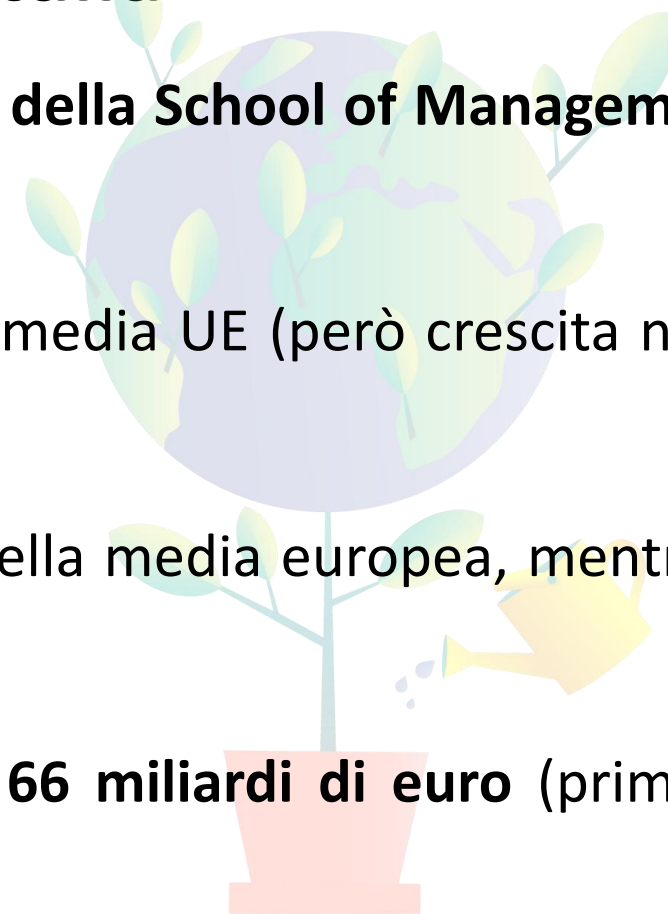 della School of Managem
media UE (però crescita n
ella media europea, mentr
66 miliardi di euro (prim